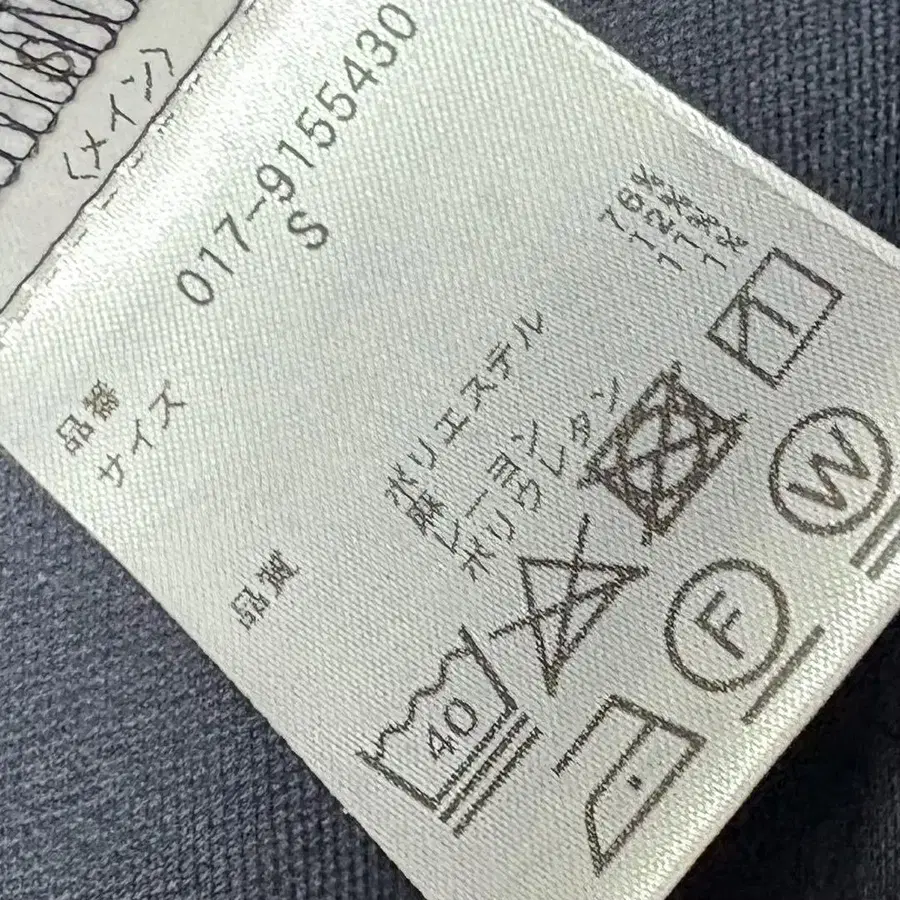 〈メイン〉
品番 017-9155430
サイズ S
品質 ポリエステル 76%
麻 12%
レーヨン 11%
ポリウレタン 1%
40
F W